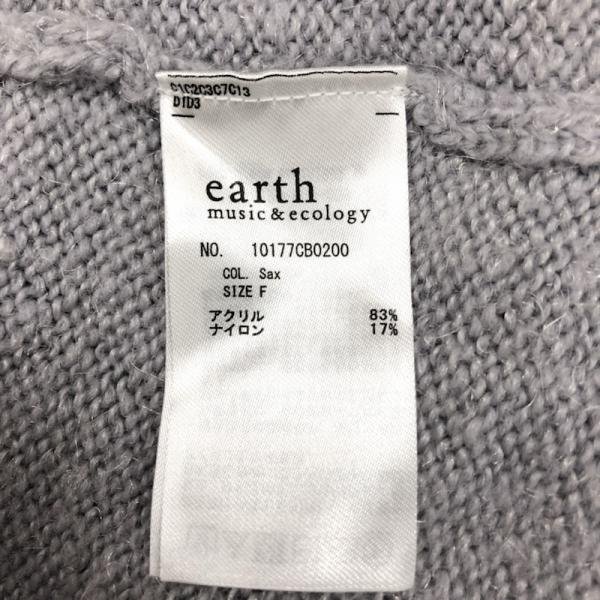 C1C2C3C7C13
D1D3
earth
music&ecology
NO. 10177CB0200
COL. Sax
SIZE F
アクリル 83%
ナイロン 17%